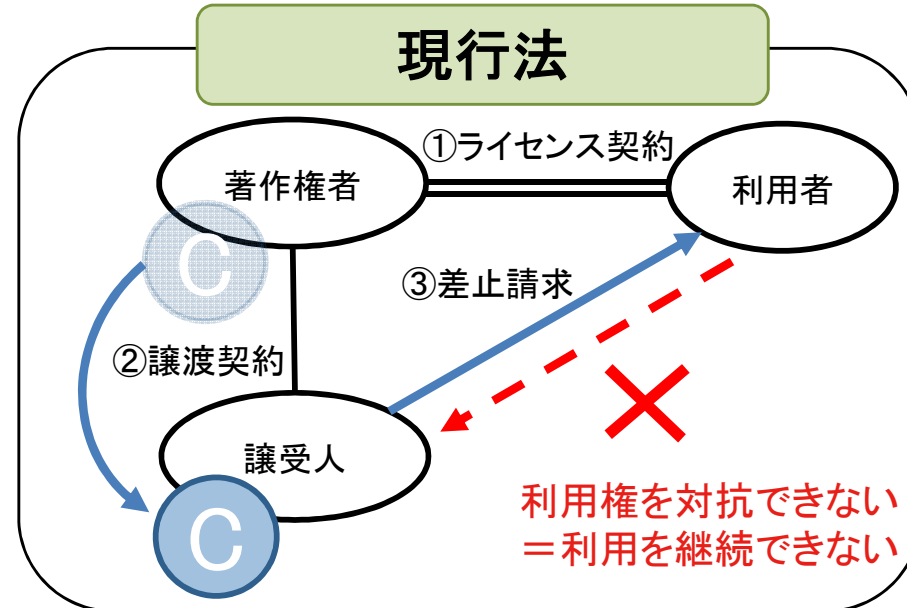 現行法
①ライセンス契約
著作権者
利用者
C
③差止請求
②譲渡契約
譲受人
C
利用権を対抗できない
＝利用を継続できない